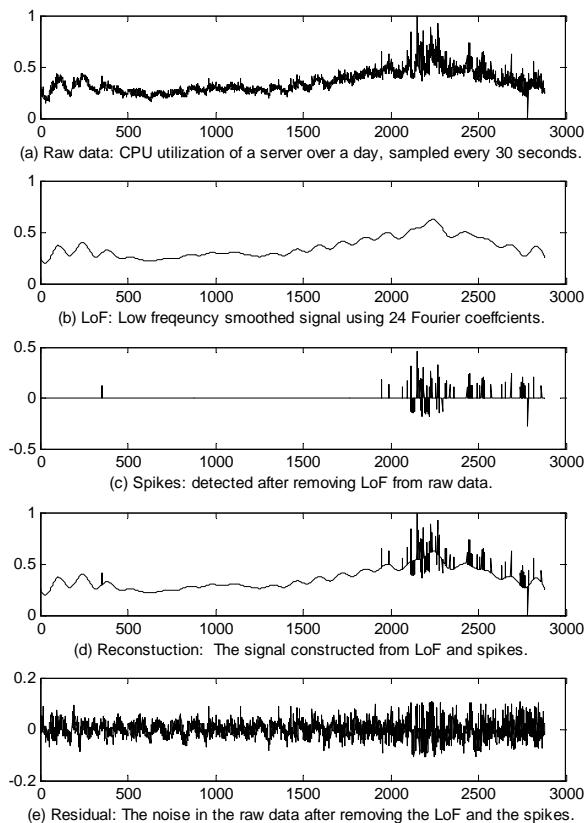 1
0.5
0
0 500 1000 1500 2000 2500 3000
(a) Raw data: CPU utilization of a server over a day, sampled every 30 seconds.
1
0.5
0
0 500 1000 1500 2000 2500 3000
(b) LoF: Low freqeuncy smoothed signal using 24 Fourier coeffcients.
0.5
0
-0.5
0 500 1000 1500 2000 2500 3000
(c) Spikes: detected after removing LoF from raw data.
1
0.5
0
0 500 1000 1500 2000 2500 3000
(d) Reconstuction: The signal constructed from LoF and spikes.
0.2
0
-0.2
0 500 1000 1500 2000 2500 3000
(e) Residual: The noise in the raw data after removing the LoF and the spikes.